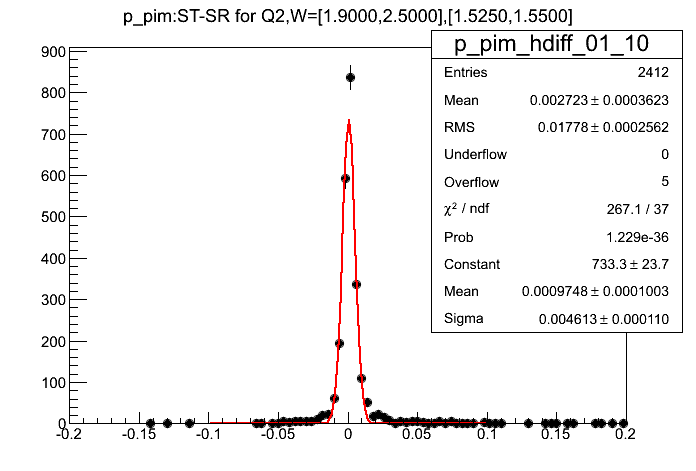 p_pim:ST-SR for Q2,W=[1.9000,2.5000],[1.5250,1.5500]
p_pim_hdiff_01_10
Entries 2412
Mean 0.002723 ± 0.0003623
RMS 0.01778 ± 0.0002562
Underflow 0
Overflow 5
χ² / ndf 267.1 / 37
Prob 1.229e-36
Constant 733.3 ± 23.7
Mean 0.0009748 ± 0.0001003
Sigma 0.004613 ± 0.000110
900
800
700
600
500
400
300
200
100
0
-0.2 -0.15 -0.1 -0.05 0 0.05 0.1 0.15 0.2